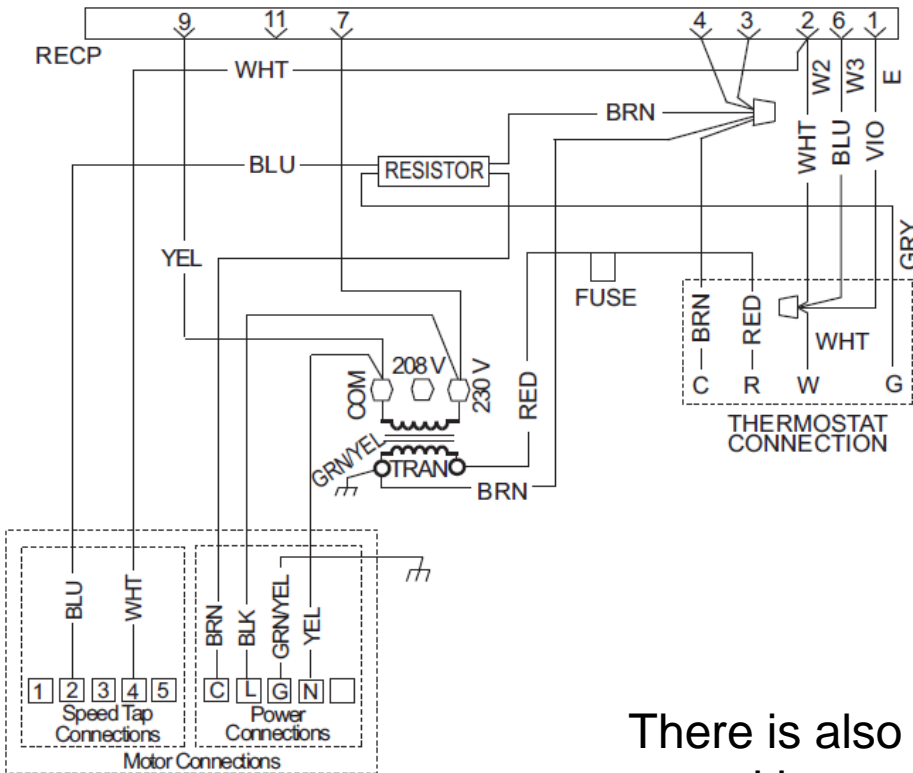 9 11 7 4 3 2 6 1
RECP
WHT
W2
W3
E
BRN
WHT
BLU
VIO
BLU
RESISTOR
YEL
GRY
FUSE
BRN
RED
WHT
208 V
COM
230 V
RED
C R W G
THERMOSTAT
CONNECTION
GRN/YEL
TRAN
BRN
BLU
WHT
BRN
BLK
GRN/YEL
YEL
1 2 3 4 5
C L G N
Speed Tap
Connections
Power
Connections
Motor Connections
There is also